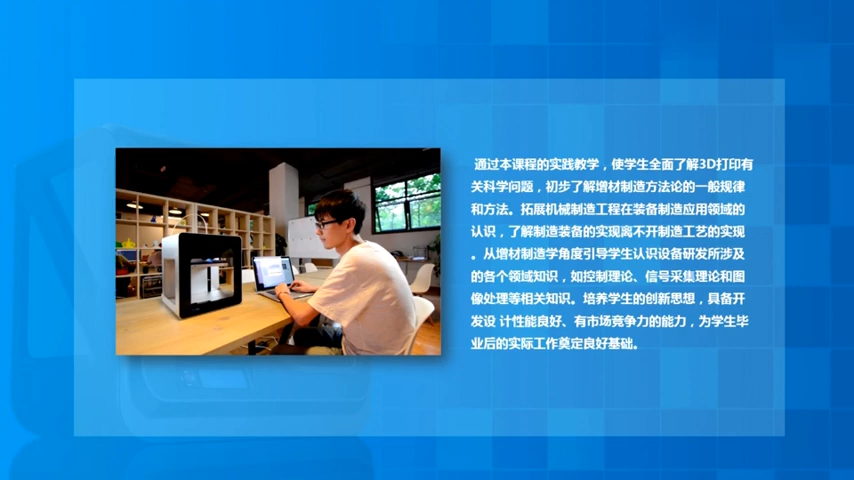 通过本课程的实践教学，使学生全面了解3D打印有
关科学问题，初步了解增材制造方法论的一般规律
和方法。拓展机械制造工程在装备制造应用领域的
认识，了解制造装备的实现离不开制造工艺的实现
。从增材制造学角度引导学生认识设备研发所涉及
的各个领域知识，如控制理论、信号采集理论和图
像处理等相关知识。培养学生的创新思想，具备开
发设 计性能良好、有市场竞争力的能力，为学生毕
业后的实际工作奠定良好基础。